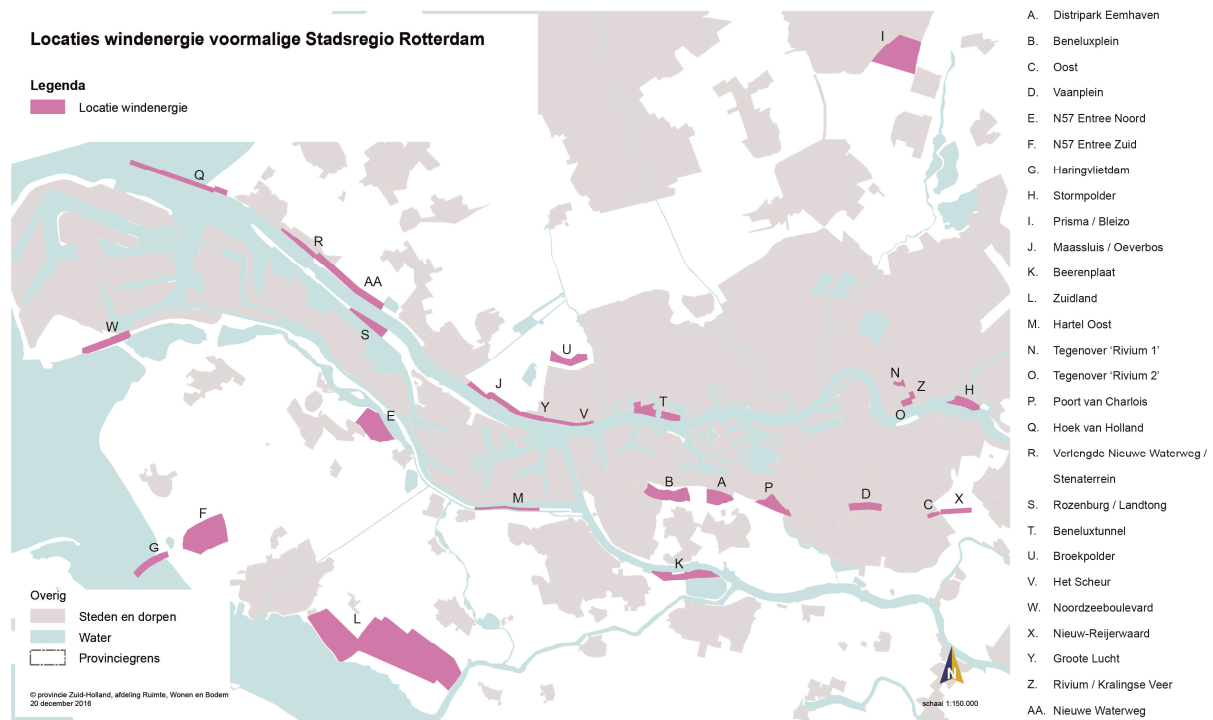 Locaties windenergie voormalige Stadsregio Rotterdam
Legenda
Locatie windenergie
I
Q
R
AA
W
S
U
J
Y
V
T
N
Z
O
H
E
B
A
P
D
C
X
M
F
G
K
L
Overig
Steden en dorpen
Water
Provinciegrens
© provincie Zuid-Holland, afdeling Ruimte, Wonen en Bodem
20 december 2016
N
schaal 1:150.000
A. Distripark Eemhaven
B. Beneluxplein
C. Oost
D. Vaanplein
E. N57 Entree Noord
F. N57 Entree Zuid
G. Haringvlietdam
H. Stormpolder
I. Prisma / Bleizo
J. Maassluis / Oeverbos
K. Beerenplaat
L. Zuidland
M. Hartel Oost
N. Tegenover ‘Rivium 1’
O. Tegenover ‘Rivium 2’
P. Poort van Charlois
Q. Hoek van Holland
R. Verlengde Nieuwe Waterweg /
Stenaterrein
S. Rozenburg / Landtong
T. Beneluxtunnel
U. Broekpolder
V. Het Scheur
W. Noordzeeboulevard
X. Nieuw-Reijerwaard
Y. Groote Lucht
Z. Rivium / Kralingse Veer
AA. Nieuwe Waterweg